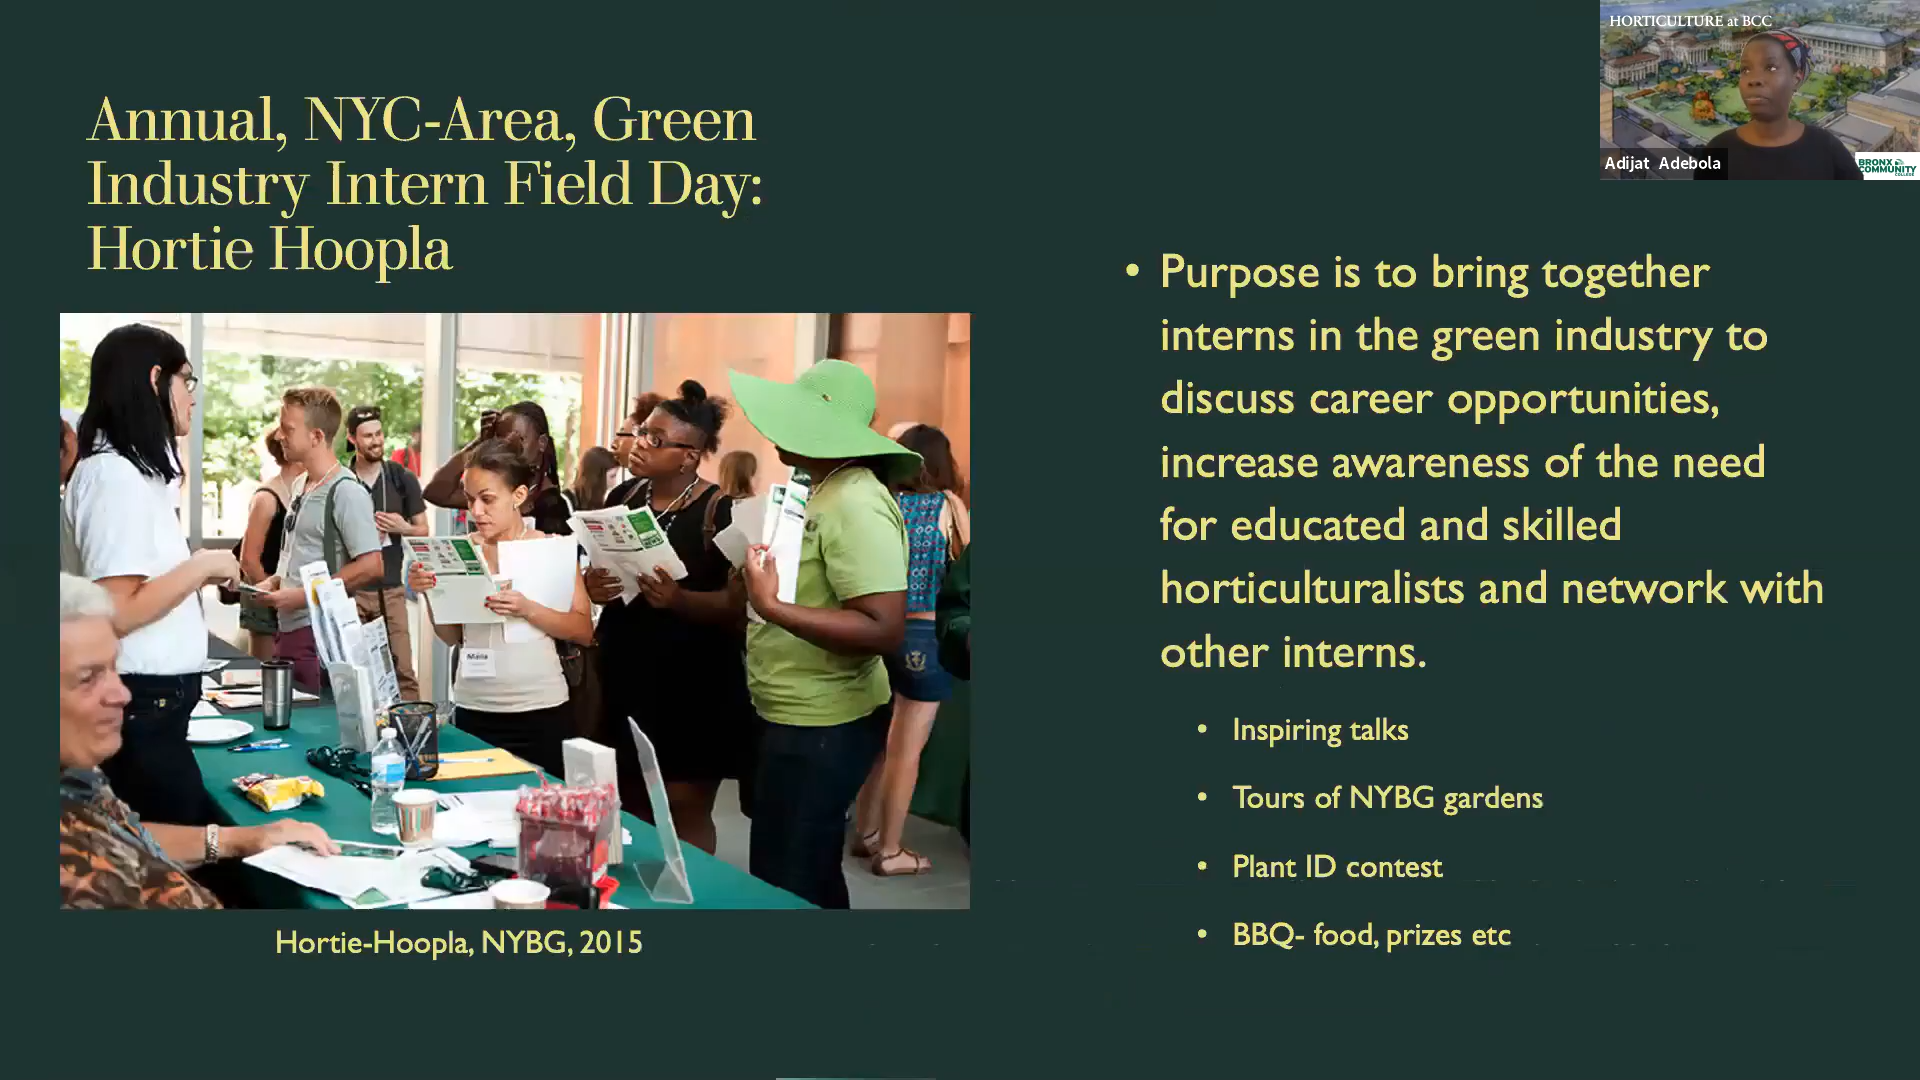 HORTICULTURE at BCC
Adijat Adebola
BRONX
COMMUNITY
COLLEGE
Annual, NYC-Area, Green
Industry Intern Field Day:
Hortie Hoopla
• Purpose is to bring together
interns in the green industry to
discuss career opportunities,
increase awareness of the need
for educated and skilled
horticulturalists and network with
other interns.
• Inspiring talks
• Tours of NYBG gardens
• Plant ID contest
• BBQ- food, prizes etc
Maria
Hortie-Hoopla, NYBG, 2015